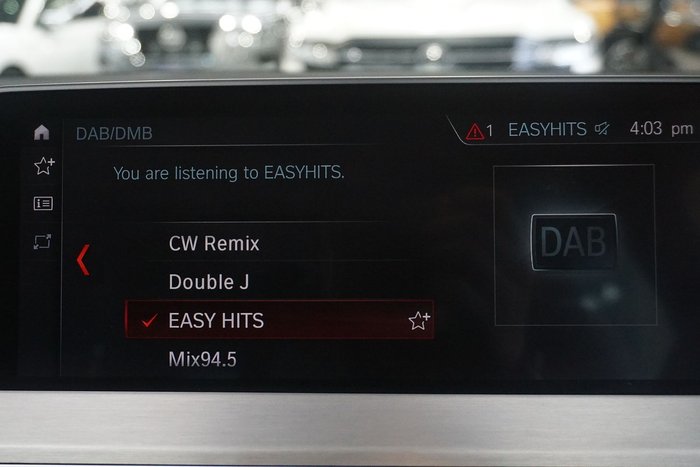 DAB/DMB
1 EASYHITS 4:03 pm
You are listening to EASYHITS.
DAB
CW Remix
Double J
EASY HITS
Mix94.5